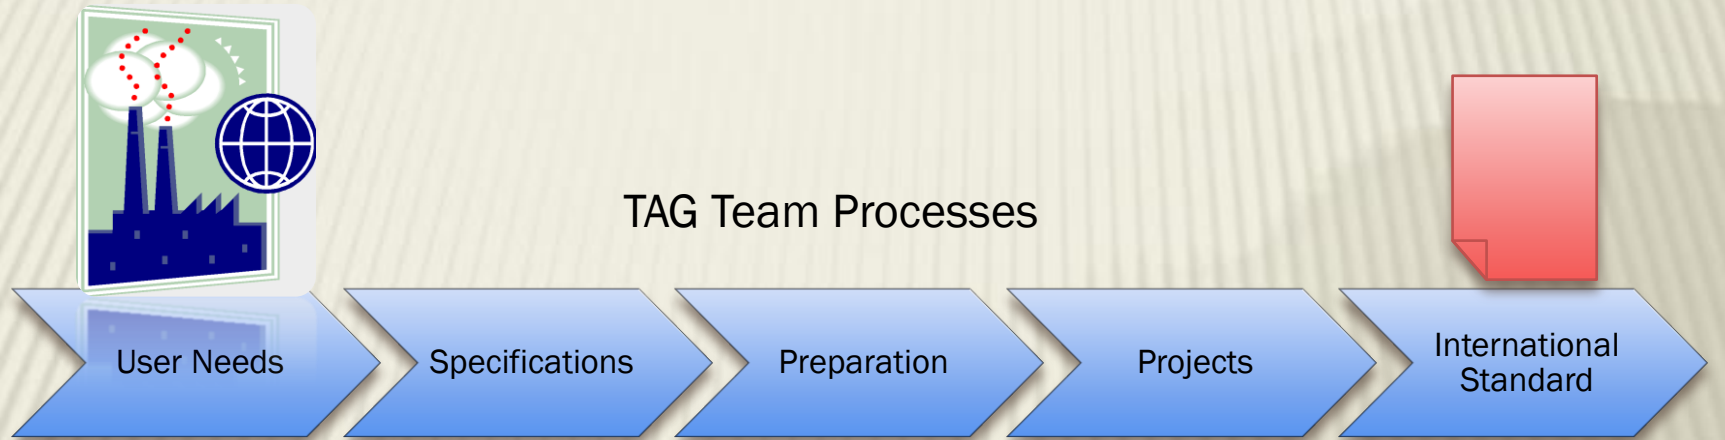 TAG Team Processes
User Needs
Specifications
Preparation
Projects
International
Standard